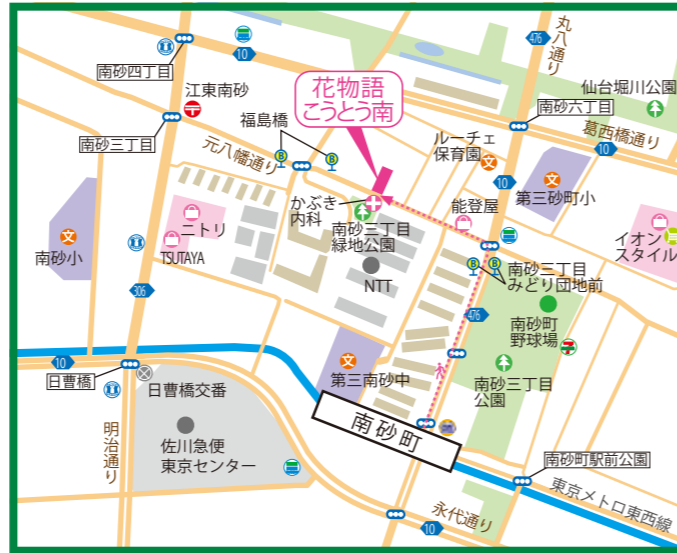 丸八通り
476
10
南砂四丁目
仙台堀川公園
江東南砂
花物語
こうとう南
南砂六丁目
福島橋
ルーチェ
保育園
葛西橋通り
10
南砂三丁目
元八幡通り
10
第三砂町小
かぶき
内科
能登屋
ニトリ
南砂三丁目
緑地公園
イオン
スタイル
南砂小
TSUTAYA
NTT
南砂三丁目
みどり団地前
306
476
南砂町
野球場
10
第三南砂中
南砂三丁目
公園
日曹橋
日曹橋交番
南砂町
明治通り
佐川急便
東京センター
南砂町駅前公園
東京メトロ東西線
永代通り
10
B
B
B
B